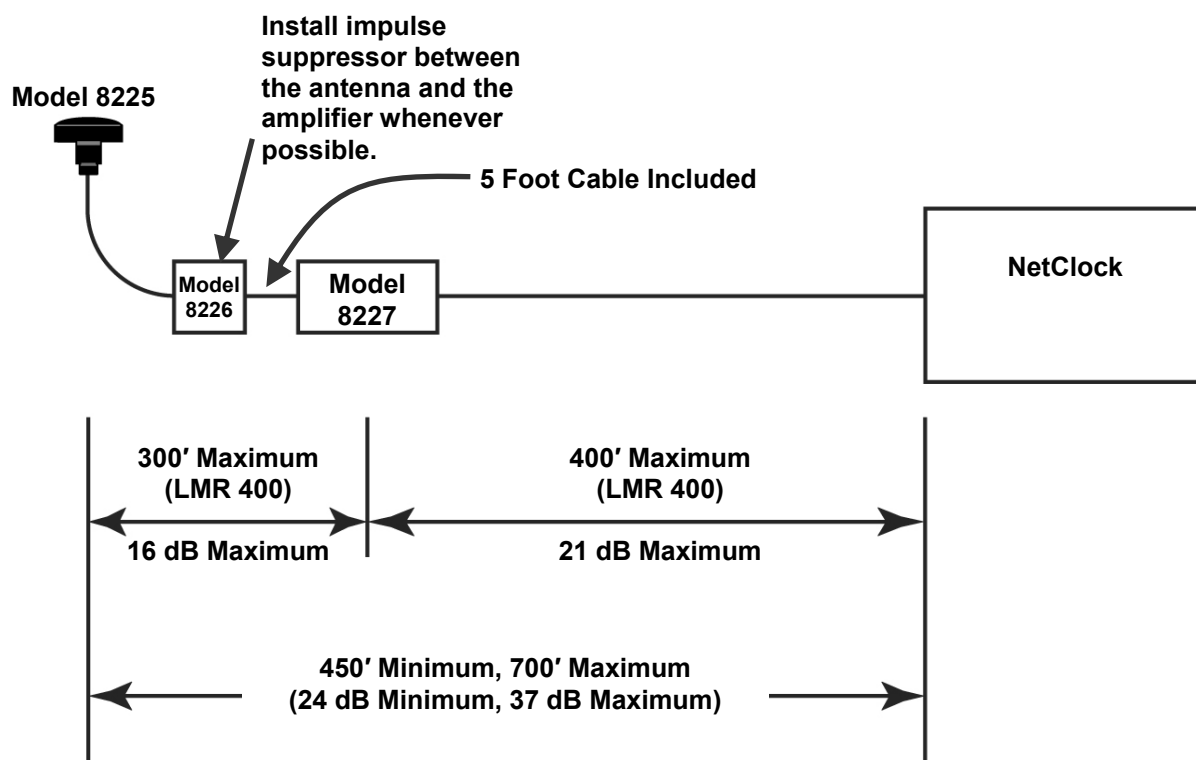 Install impulse
suppressor between
the antenna and the
amplifier whenever
possible.
Model 8225
5 Foot Cable Included
Model
8226
Model
8227
NetClock
300′ Maximum
(LMR 400)
16 dB Maximum
400′ Maximum
(LMR 400)
21 dB Maximum
450′ Minimum, 700′ Maximum
(24 dB Minimum, 37 dB Maximum)